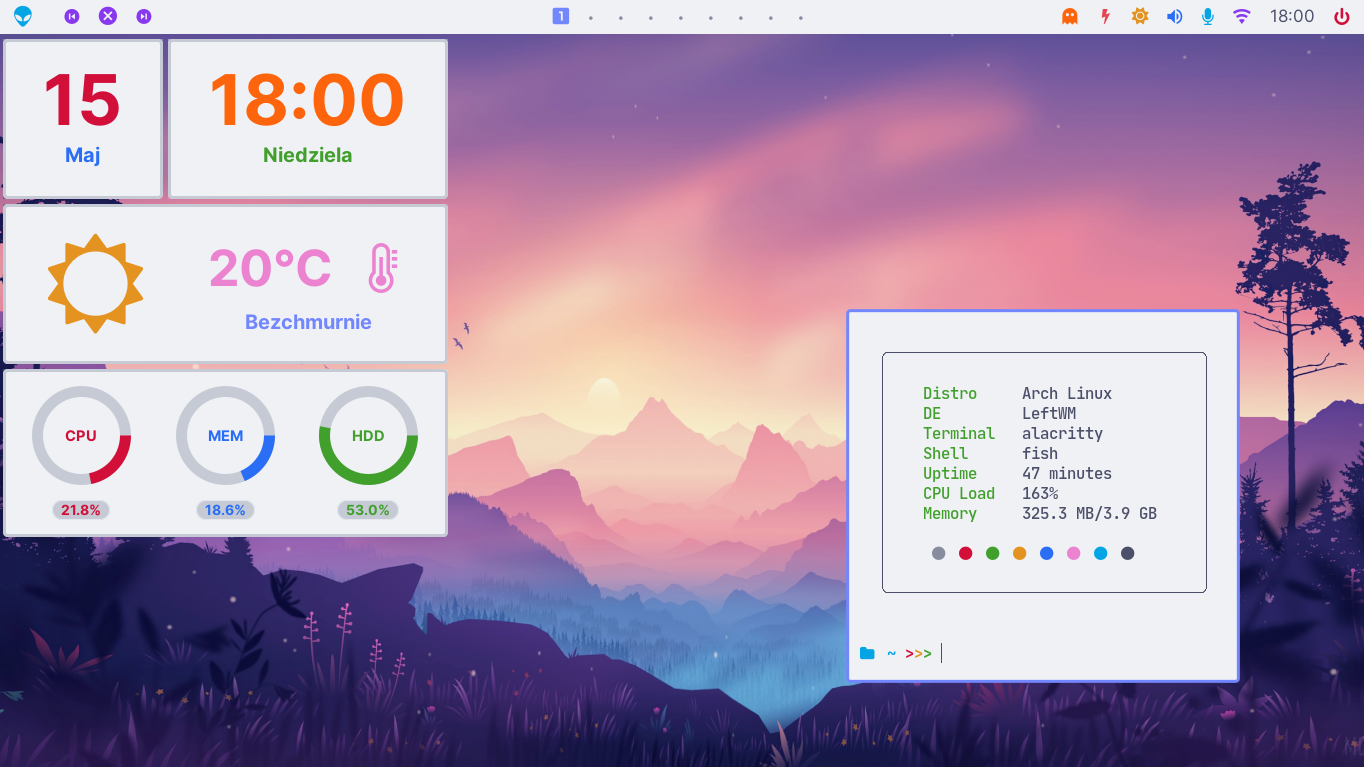 1
18:00
15
Maj
18:00
Niedziela
20°C
Bezchmurnie
CPU
MEM
HDD
21.8%
18.6%
53.0%
Distro Arch Linux
DE LeftWM
Terminal alacritty
Shell fish
Uptime 47 minutes
CPU Load 163%
Memory 325.3 MB/3.9 GB
~ >>>